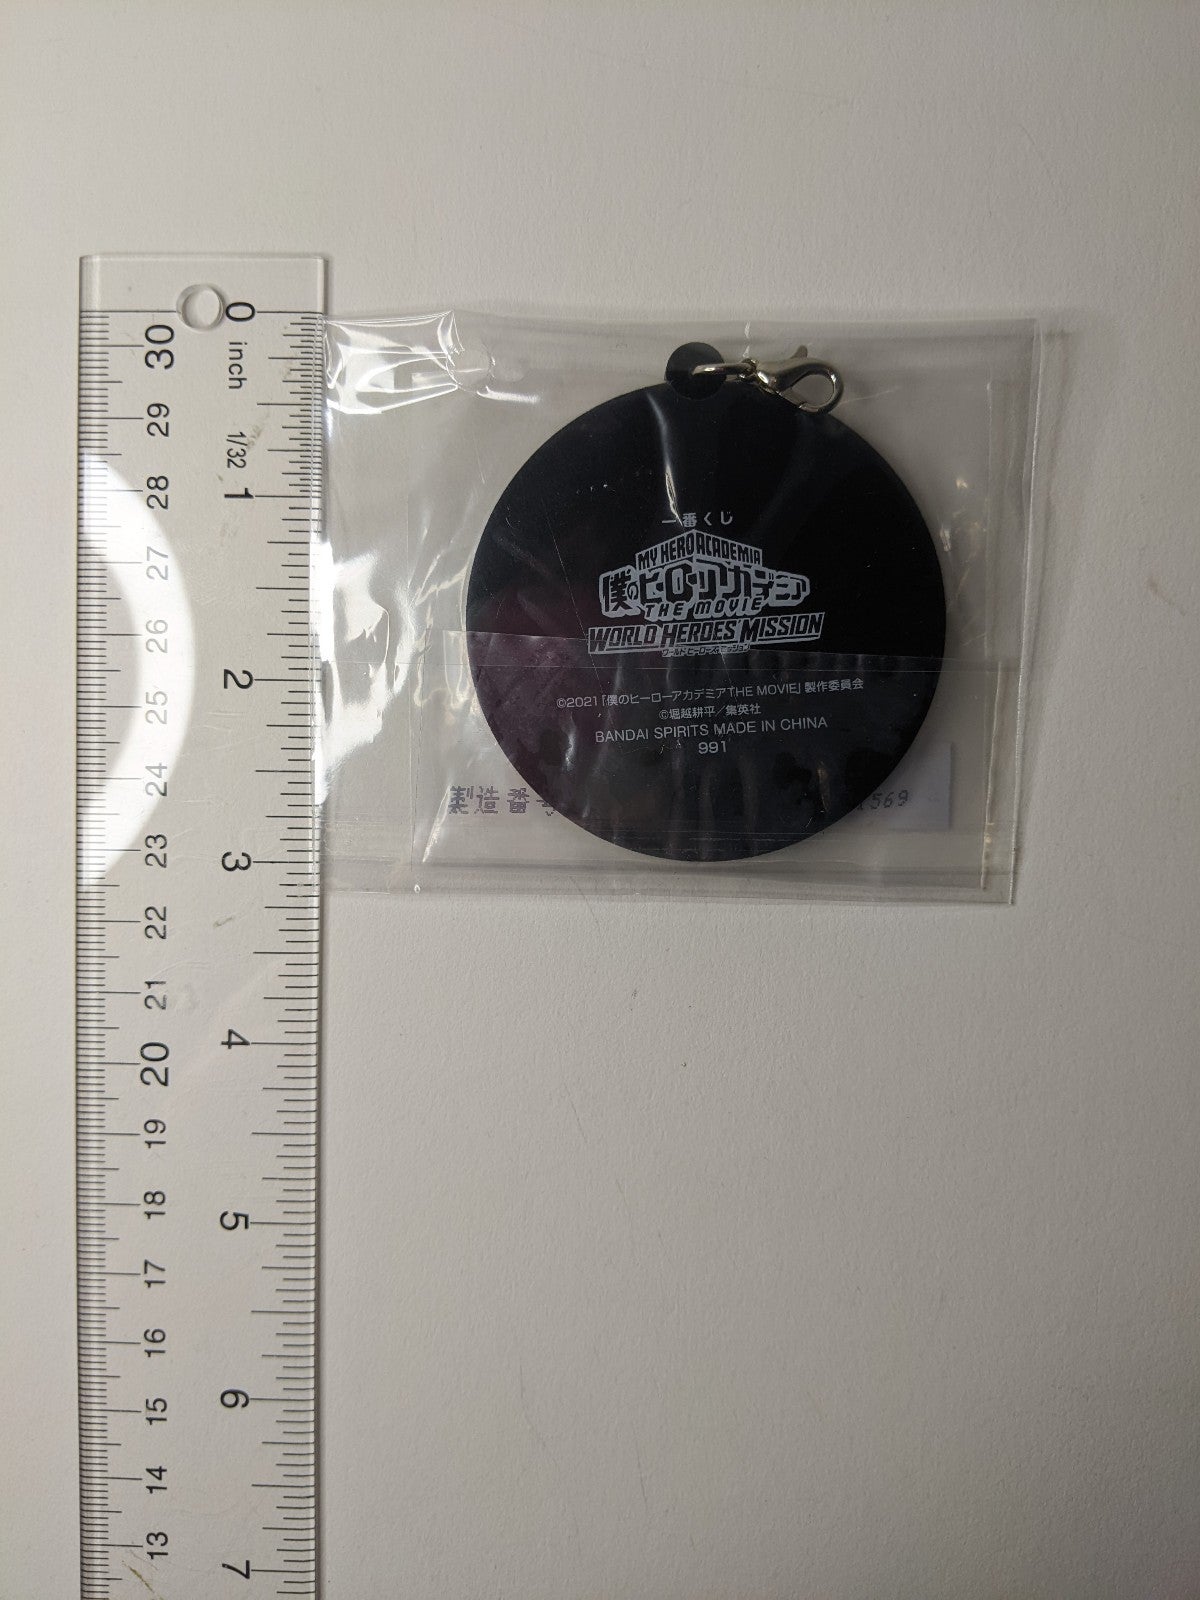 0
inch
1/32
1
2
3
4
5
6
7
30
29
28
27
26
25
24
23
22
21
20
19
18
17
16
15
14
13
一番くじ
MY HERO ACADEMIA
僕のヒーローアカデミア
THE MOVIE
WORLD HEROES MISSION
ワールド ヒーローズ ミッション
©2021「僕のヒーローアカデミア THE MOVIE」製作委員会
©堀越耕平／集英社
BANDAI SPIRITS MADE IN CHINA
991
製造番号
569